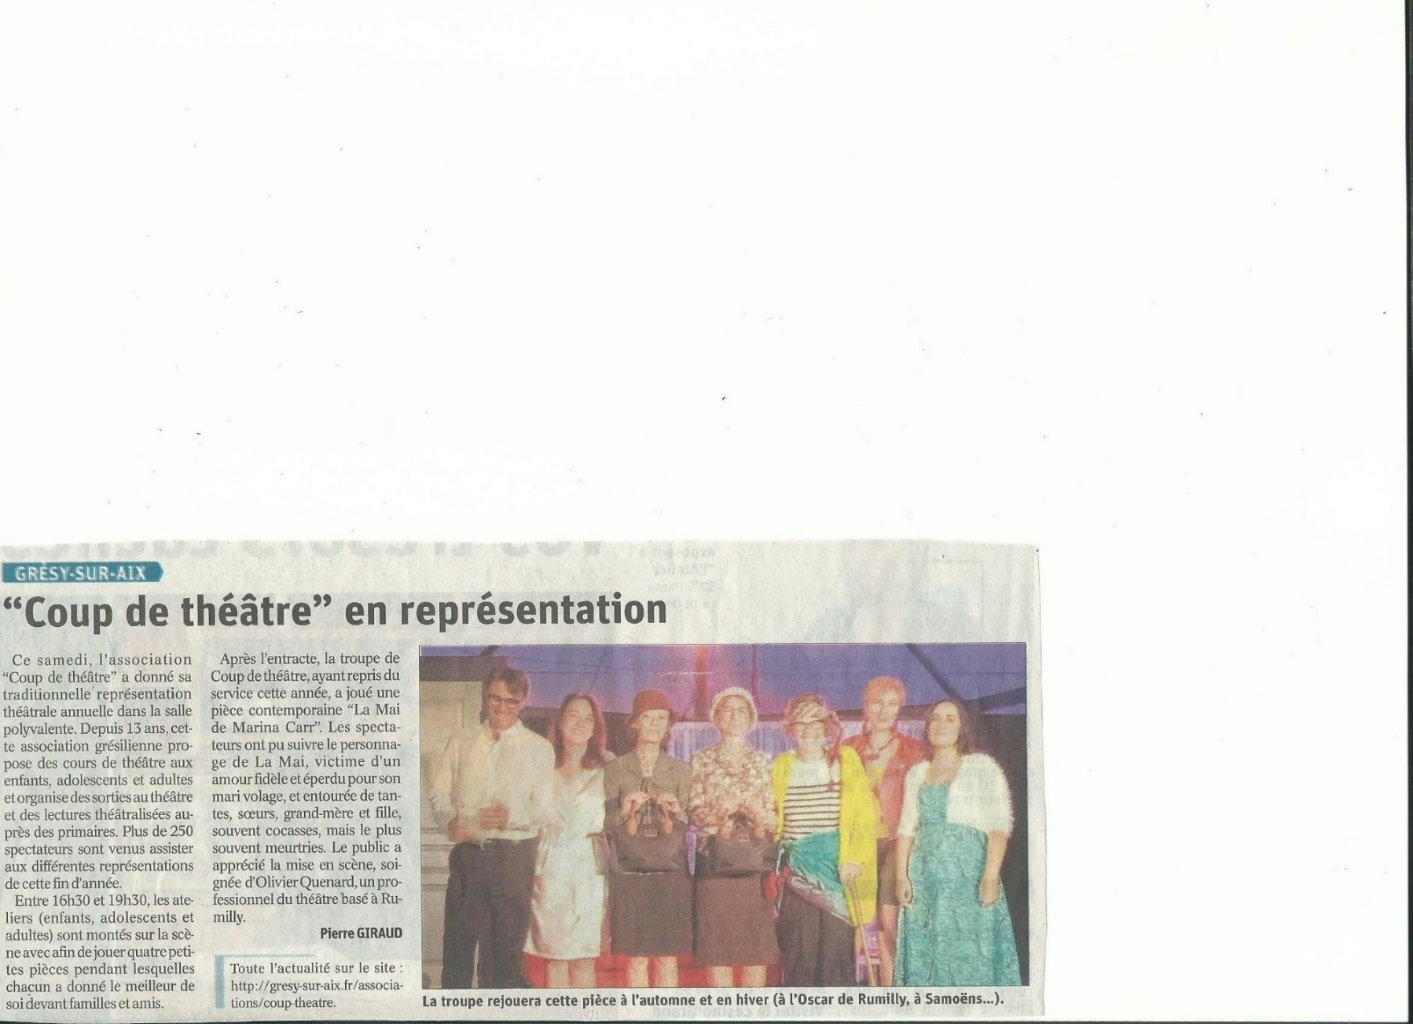 GRÉSY-SUR-AIX
“Coup de théâtre” en représentation
Ce samedi, l’association
“Coup de théâtre” a donné sa
traditionnelle représentation
théâtrale annuelle dans la salle
polyvalente. Depuis 13 ans, cet-
te association grésilienne pro-
pose des cours de théâtre aux
enfants, adolescents et adultes
et organise des sorties au théâtre
et des lectures théâtralisées au-
près des primaires. Plus de 250
spectateurs sont venus assister
aux différentes représentations
de cette fin d’année.
Entre 16h30 et 19h30, les ate-
liers (enfants, adolescents et
adultes) sont montés sur la scè-
ne avec afin de jouer quatre peti-
tes pièces pendant lesquelles
chacun a donné le meilleur de
soi devant familles et amis.
Après l’entracte, la troupe de
Coup de théâtre, ayant repris du
service cette année, a joué une
pièce contemporaine “La Mai
de Marina Carr”. Les specta-
teurs ont pu suivre le personna-
ge de La Mai, victime d’un
amour fidèle et éperdu pour son
mari volage, et entourée de tan-
tes, sœurs, grand-mère et fille,
souvent cocasses, mais le plus
souvent meurtries. Le public a
apprécié la mise en scène, soi-
gnée d’Olivier Quenard, un pro-
fessionnel du théâtre basé à Ru-
milly.
Pierre GIRAUD
Toute l’actualité sur le site :
http://gresy-sur-aix.fr/associa-
tions/coup-theatre.
La troupe rejouera cette pièce à l’automne et en hiver (à l’Oscar de Rumilly, à Samoëns...).